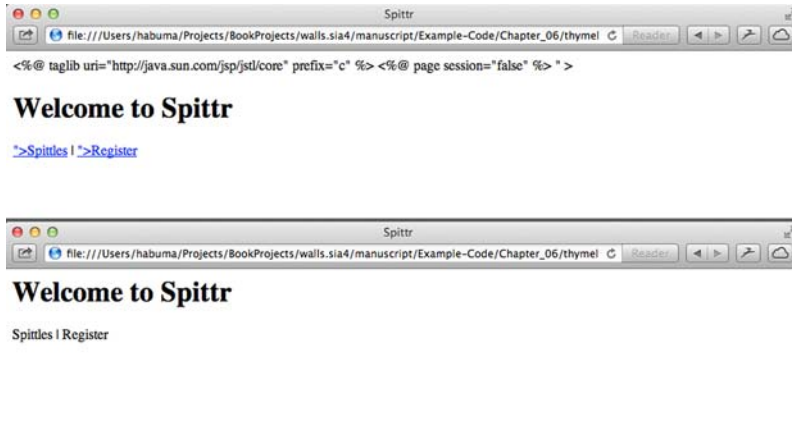 Spittr
file:///Users/habuma/Projects/BookProjects/walls.sia4/manuscript/Example-Code/Chapter_06/thymel
Reader
<%@ taglib uri="http://java.sun.com/jsp/jstl/core" prefix="c" %> <%@ page session="false" %> " >
Welcome to Spittr
">Spittles | ">Register
Spittr
file:///Users/habuma/Projects/BookProjects/walls.sia4/manuscript/Example-Code/Chapter_06/thymel
Reader
Welcome to Spittr
Spittles | Register